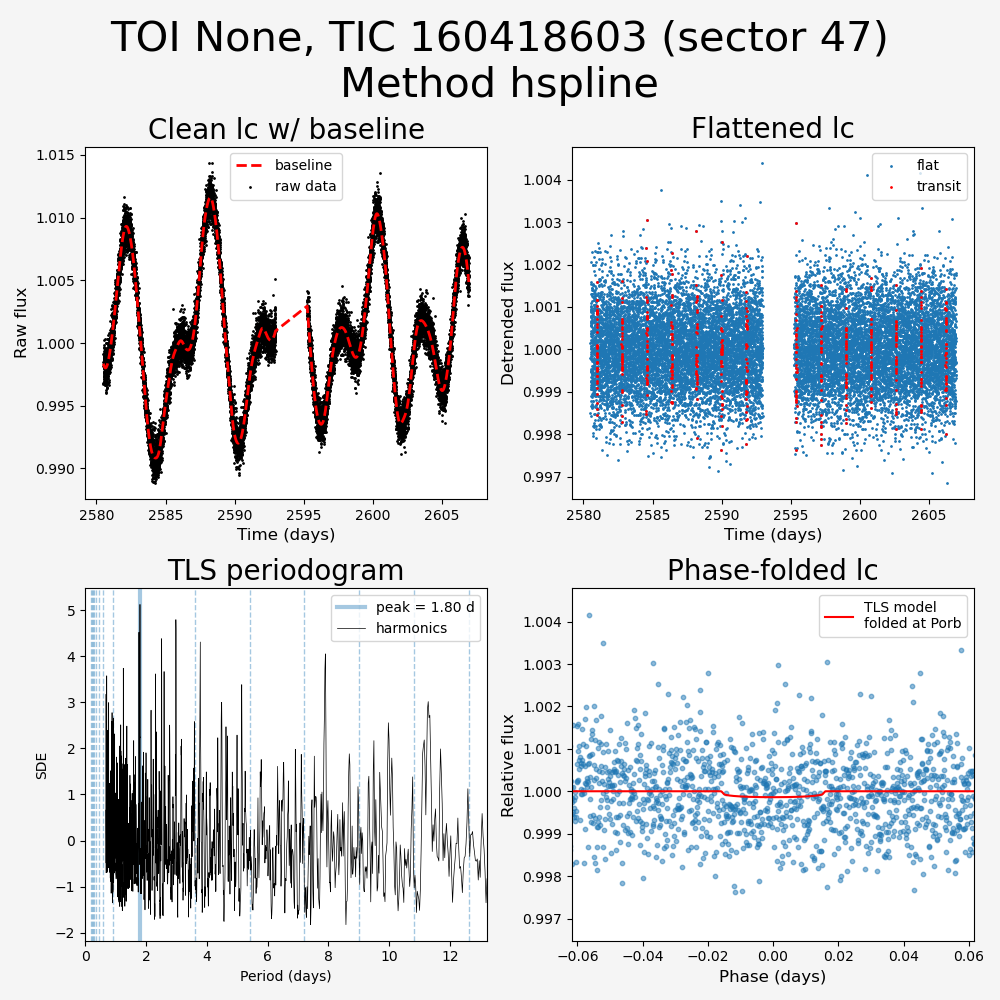 TOI None, TIC 160418603 (sector 47)
Method hspline
Clean lc w/ baseline
baseline
raw data
1.015
1.010
1.005
1.000
0.995
0.990
Raw flux
2580 2585 2590 2595 2600 2605
Time (days)
Flattened lc
flat
transit
1.004
1.003
1.002
1.001
1.000
0.999
0.998
0.997
Detrended flux
2580 2585 2590 2595 2600 2605
Time (days)
TLS periodogram
peak = 1.80 d
harmonics
5
4
3
2
1
0
−1
−2
SDE
0 2 4 6 8 10 12
Period (days)
Phase-folded lc
TLS model
folded at Porb
1.004
1.003
1.002
1.001
1.000
0.999
0.998
0.997
Relative flux
−0.06 −0.04 −0.02 0.00 0.02 0.04 0.06
Phase (days)